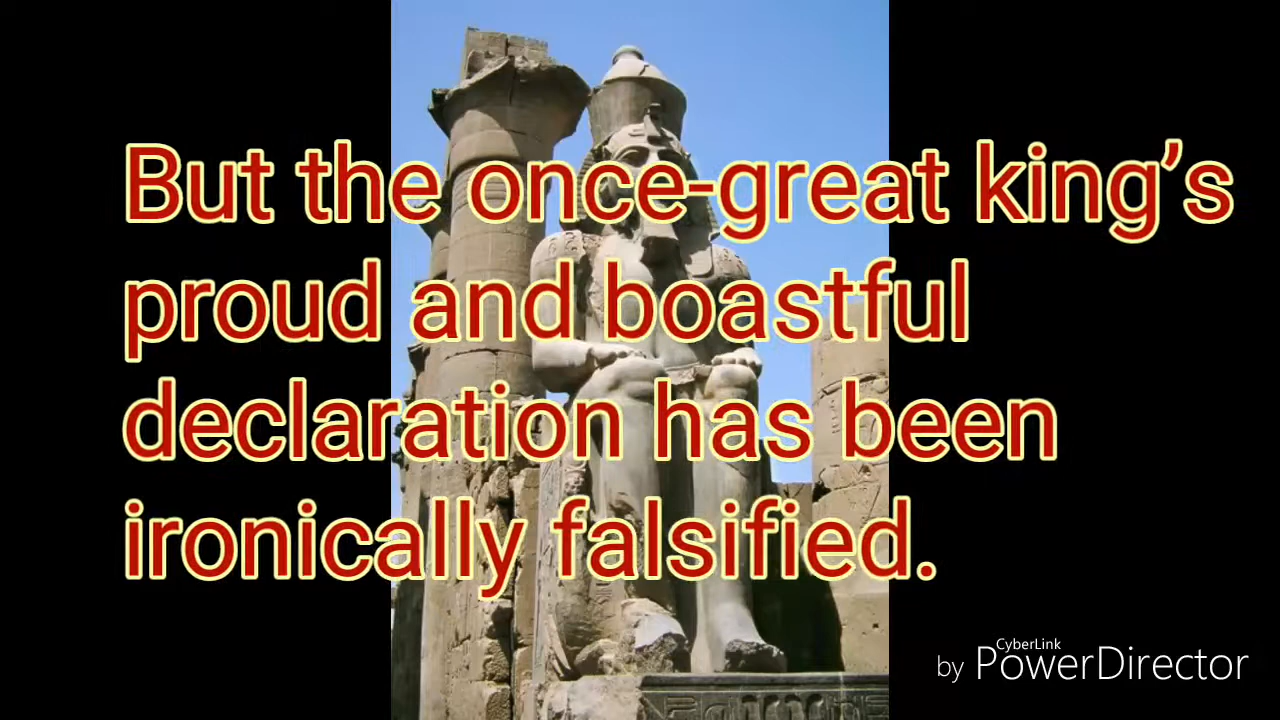 But the once-great king’s
proud and boastful
declaration has been
ironically falsified.
CyberLink
by PowerDirector